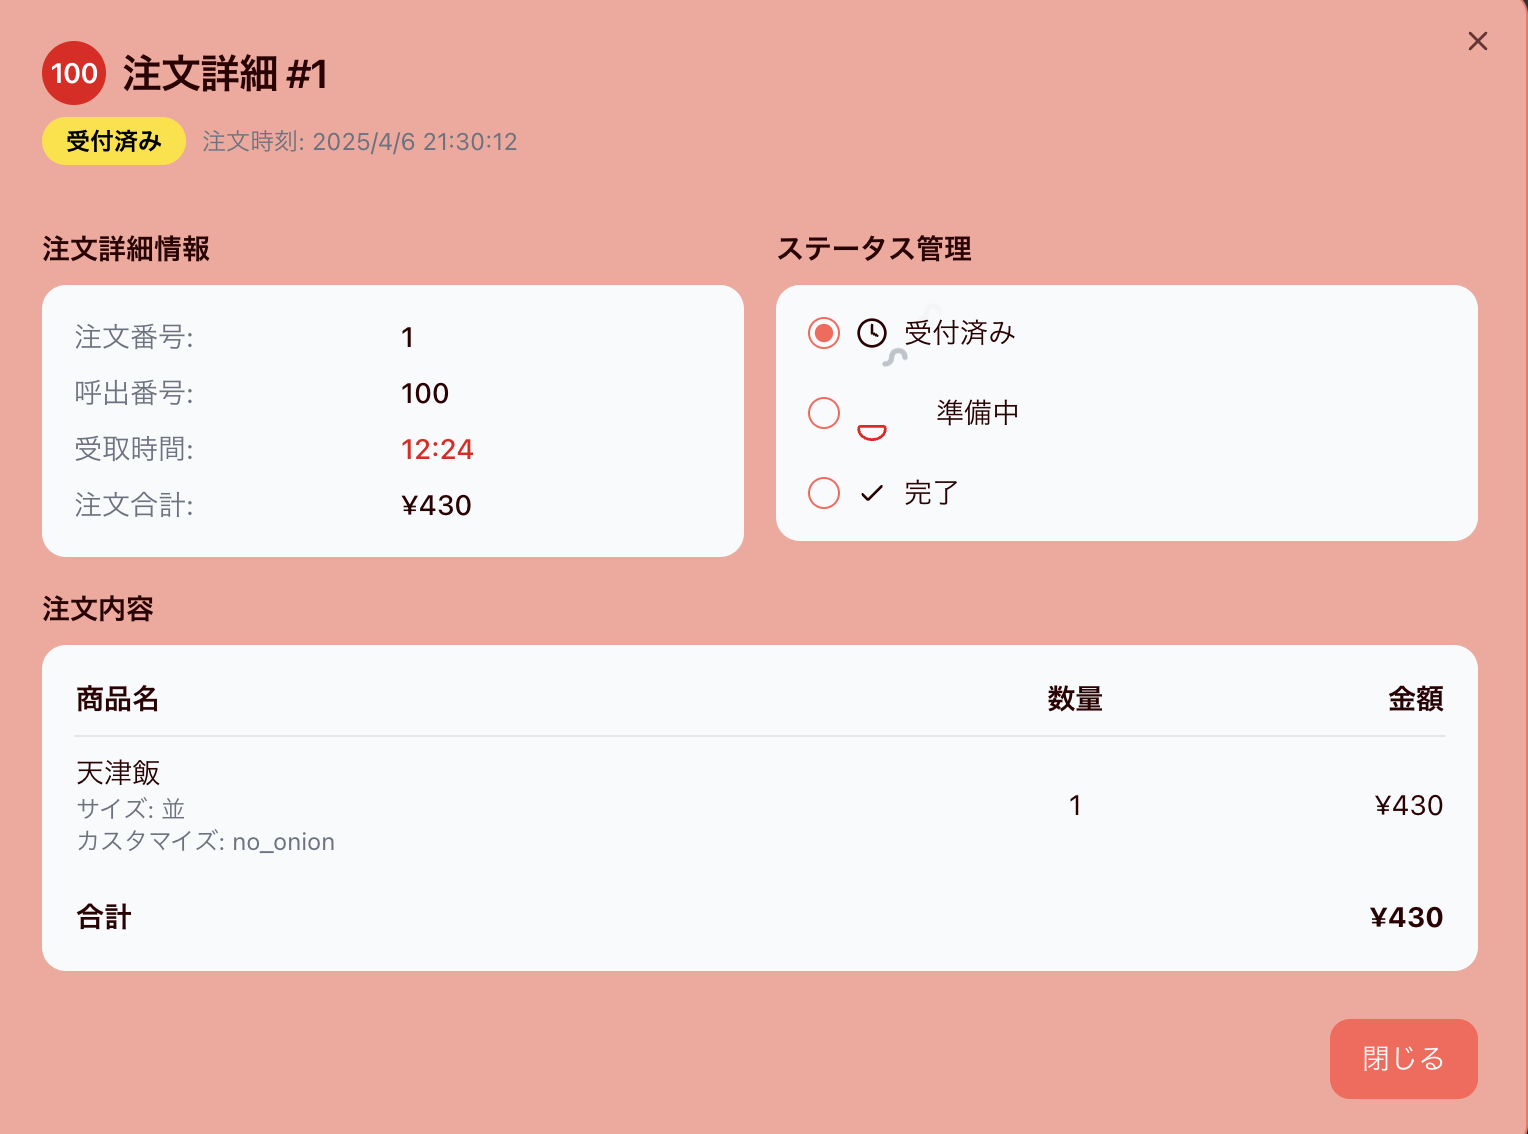 100 注文詳細 #1
受付済み 注文時刻: 2025/4/6 21:30:12
注文詳細情報
注文番号: 1
呼出番号: 100
受取時間: 12:24
注文合計: ¥430
ステータス管理
受付済み
準備中
完了
注文内容
商品名 数量 金額
天津飯
サイズ: 並
カスタマイズ: no_onion
1 ¥430
合計 ¥430
閉じる